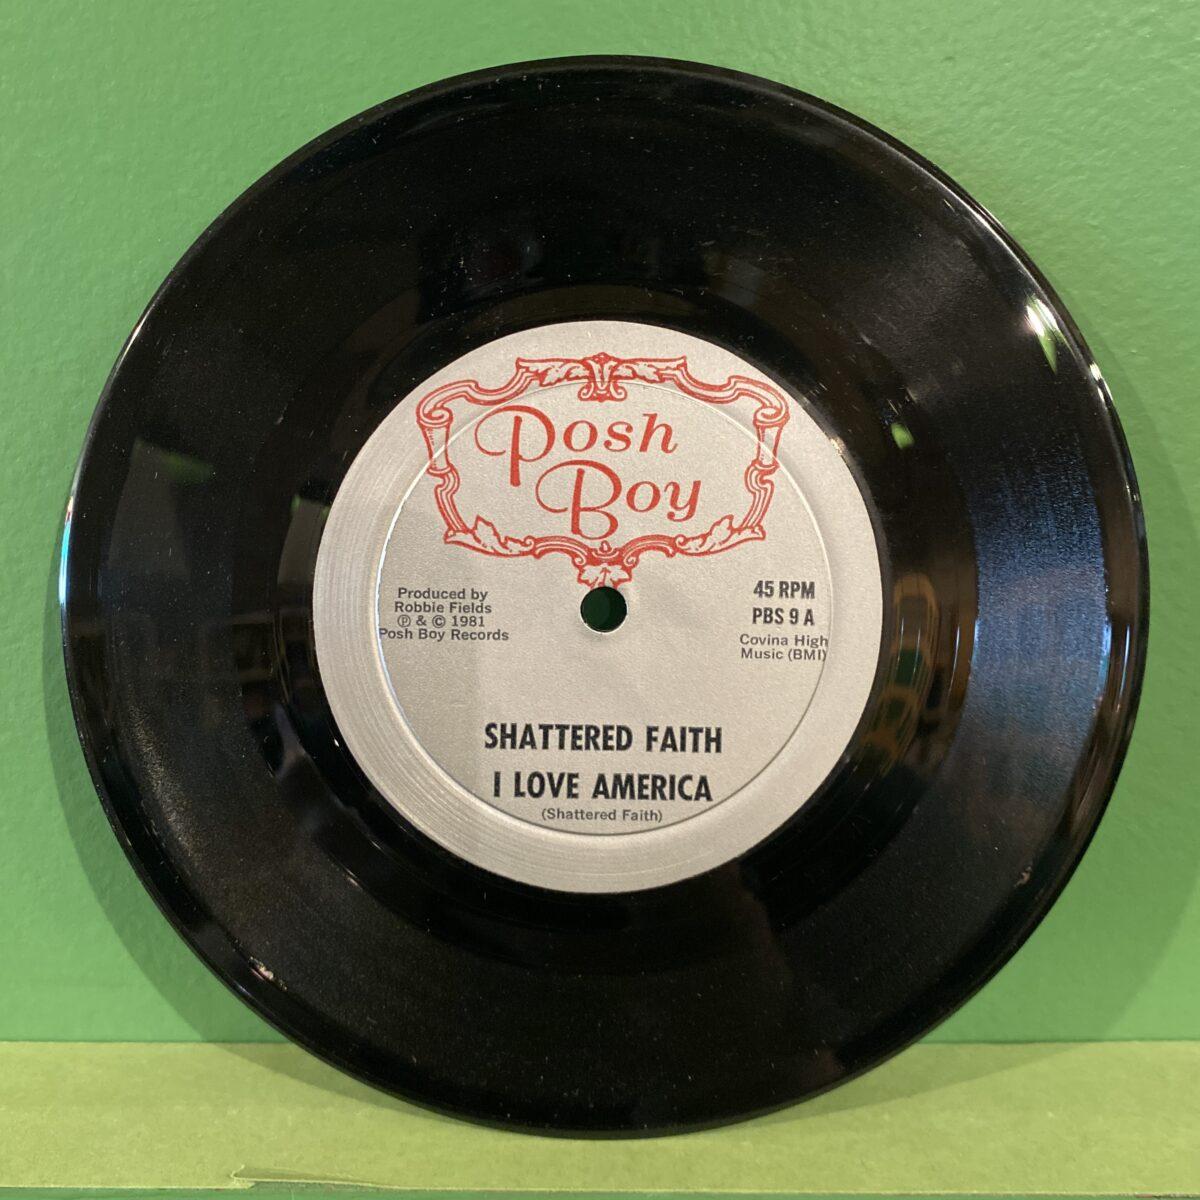 Posh
Boy
Produced by
Robbie Fields
℗ & © 1981
Posh Boy Records
45 RPM
PBS 9 A
Covina High
Music (BMI)
SHATTERED FAITH
I LOVE AMERICA
(Shattered Faith)